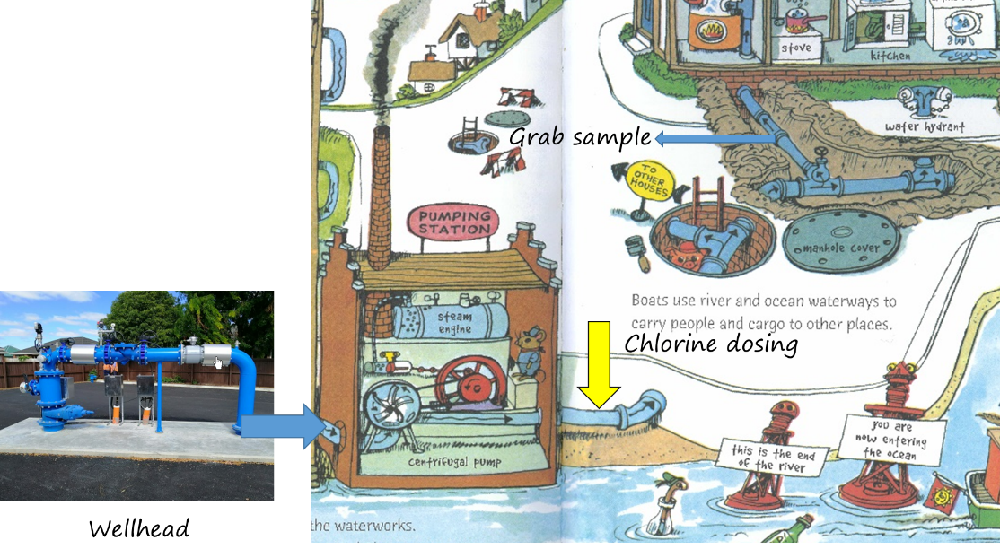 stove
kitchen
water hydrant
Grab sample
TO
OTHER
HOUSES
PUMPING
STATION
manhole cover
Boats use river and ocean waterways to
carry people and cargo to other places.
steam
engine
Chlorine dosing
you are
now entering
the ocean
this is the end
of the river
centrifugal pump
the waterworks.
Wellhead